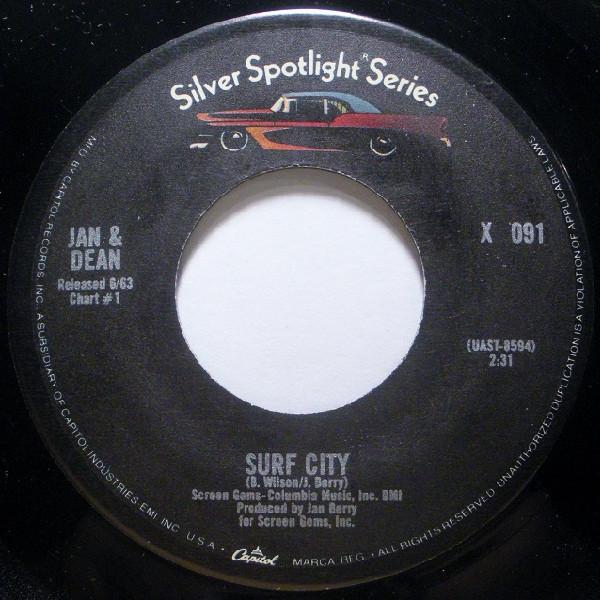 Silver Spotlight® Series
JAN &
DEAN
Released 6/63
Chart #1
X 091
(UAST-8594)
2:31
SURF CITY
(B. Wilson/J. Berry)
Screen Gems-Columbia Music, Inc. BMI
Produced by Jan Berry
for Screen Gems, Inc.
MFD. BY CAPITOL RECORDS, INC. A SUBSIDIARY OF CAPITOL INDUSTRIES-EMI, INC. U.S.A. • Capitol MARCA REG. • ALL RIGHTS RESERVED. UNAUTHORIZED DUPLICATION IS A VIOLATION OF APPLICABLE LAWS